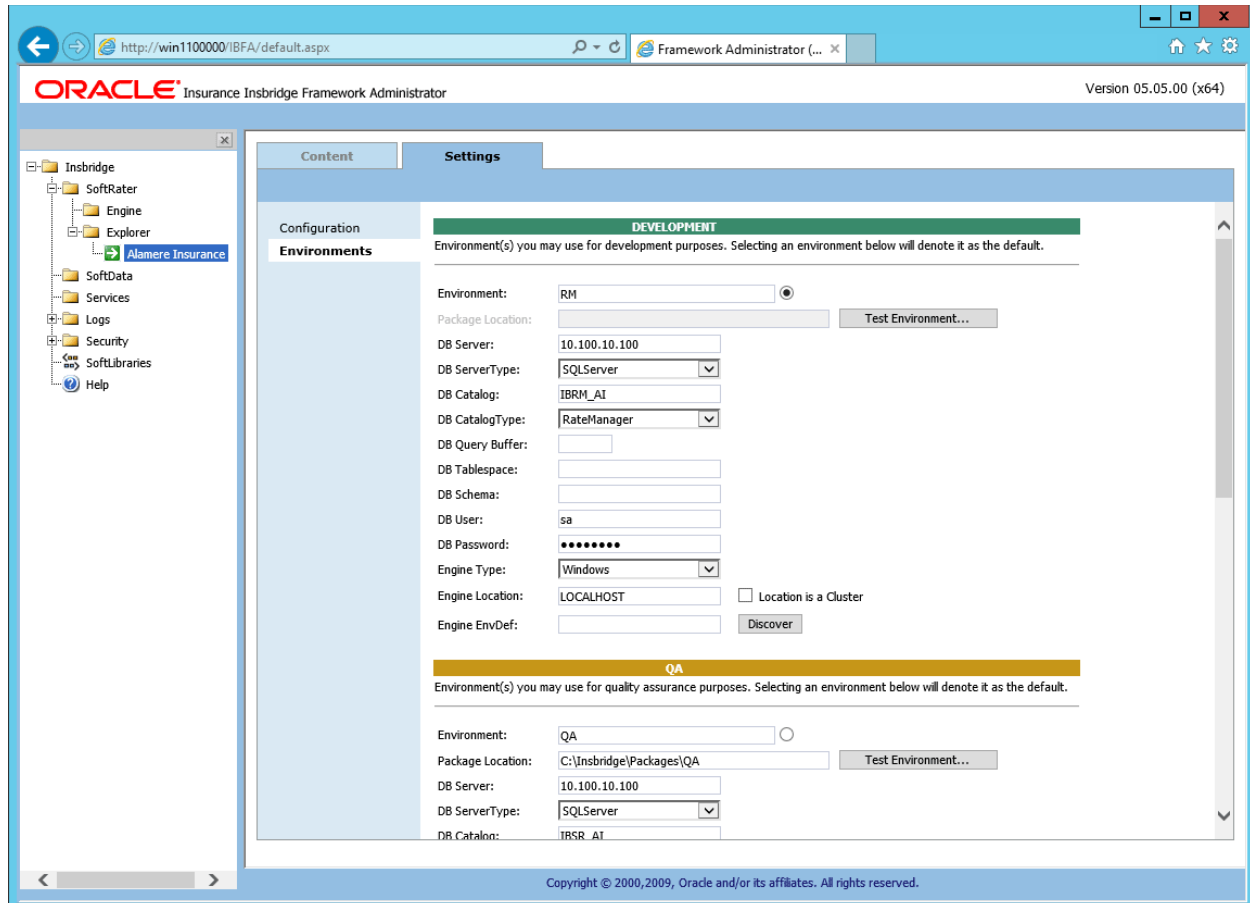 http://win1100000/IBFA/default.aspx
Framework Administrator (...
ORACLE Insurance Insbridge Framework Administrator
Version 05.05.00 (x64)
Insbridge
SoftRater
Engine
Explorer
Alamere Insurance
SoftData
Services
Logs
Security
SoftLibraries
Help
Content
Settings
Configuration
Environments
DEVELOPMENT
Environment(s) you may use for development purposes. Selecting an environment below will denote it as the default.
Environment: RM
Package Location: Test Environment...
DB Server: 10.100.10.100
DB ServerType: SQLServer
DB Catalog: IBRM_AI
DB CatalogType: RateManager
DB Query Buffer:
DB Tablespace:
DB Schema:
DB User: sa
DB Password: ••••••••
Engine Type: Windows
Engine Location: LOCALHOST Location is a Cluster
Engine EnvDef: Discover
QA
Environment(s) you may use for quality assurance purposes. Selecting an environment below will denote it as the default.
Environment: QA
Package Location: C:\Insbridge\Packages\QA Test Environment...
DB Server: 10.100.10.100
DB ServerType: SQLServer
DB Catalog: IBSR_AI
Copyright © 2000,2009, Oracle and/or its affiliates. All rights reserved.